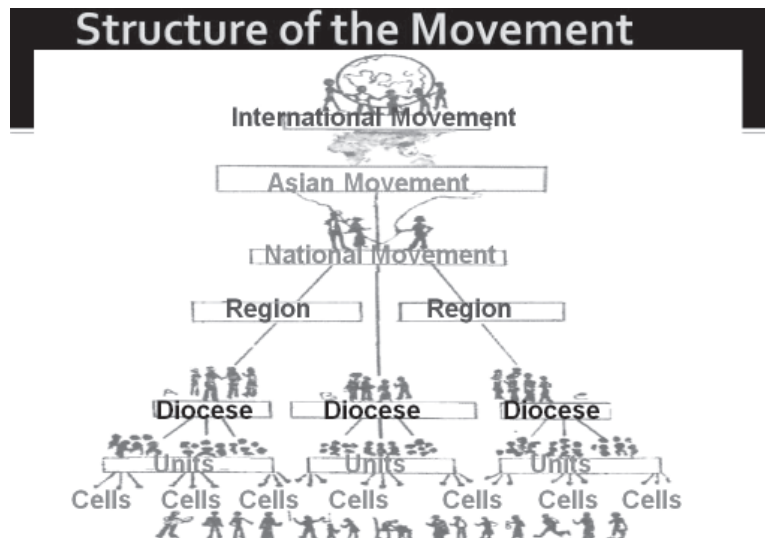 Structure of the Movement
International Movement
Asian Movement
National Movement
Region Region
Diocese Diocese Diocese
Units Units Units
Cells Cells Cells Cells Cells Cells Cells